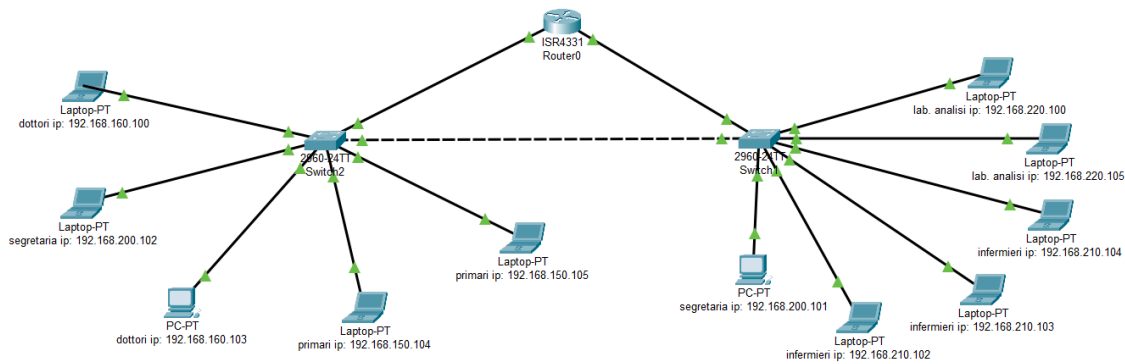 ISR4331
Router0
Laptop-PT
dottori ip: 192.168.160.100
Laptop-PT
lab. analisi ip: 192.168.220.100
2960-24TT
Switch2
2960-24TT
Switch1
Laptop-PT
lab. analisi ip: 192.168.220.105
Laptop-PT
segretaria ip: 192.168.200.102
Laptop-PT
infermieri ip: 192.168.210.104
Laptop-PT
primari ip: 192.168.150.105
PC-PT
segretaria ip: 192.168.200.101
Laptop-PT
infermieri ip: 192.168.210.103
PC-PT
dottori ip: 192.168.160.103
Laptop-PT
primari ip: 192.168.150.104
Laptop-PT
infermieri ip: 192.168.210.102